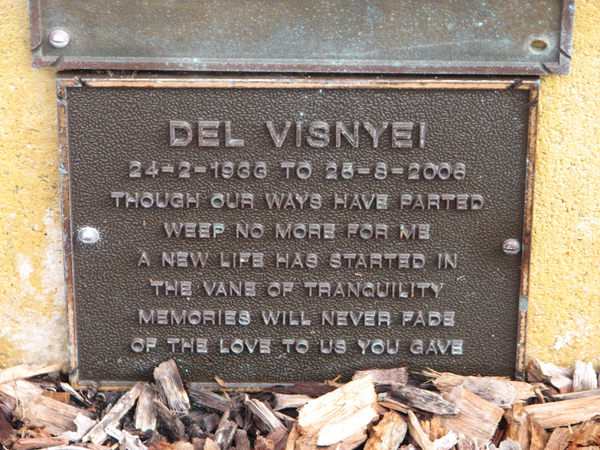 DEL VISNYEI
24-2-1933 TO 25-8-2006
THOUGH OUR WAYS HAVE PARTED
WEEP NO MORE FOR ME
A NEW LIFE HAS STARTED IN
THE VANE OF TRANQUILITY
MEMORIES WILL NEVER FADE
OF THE LOVE TO US YOU GAVE